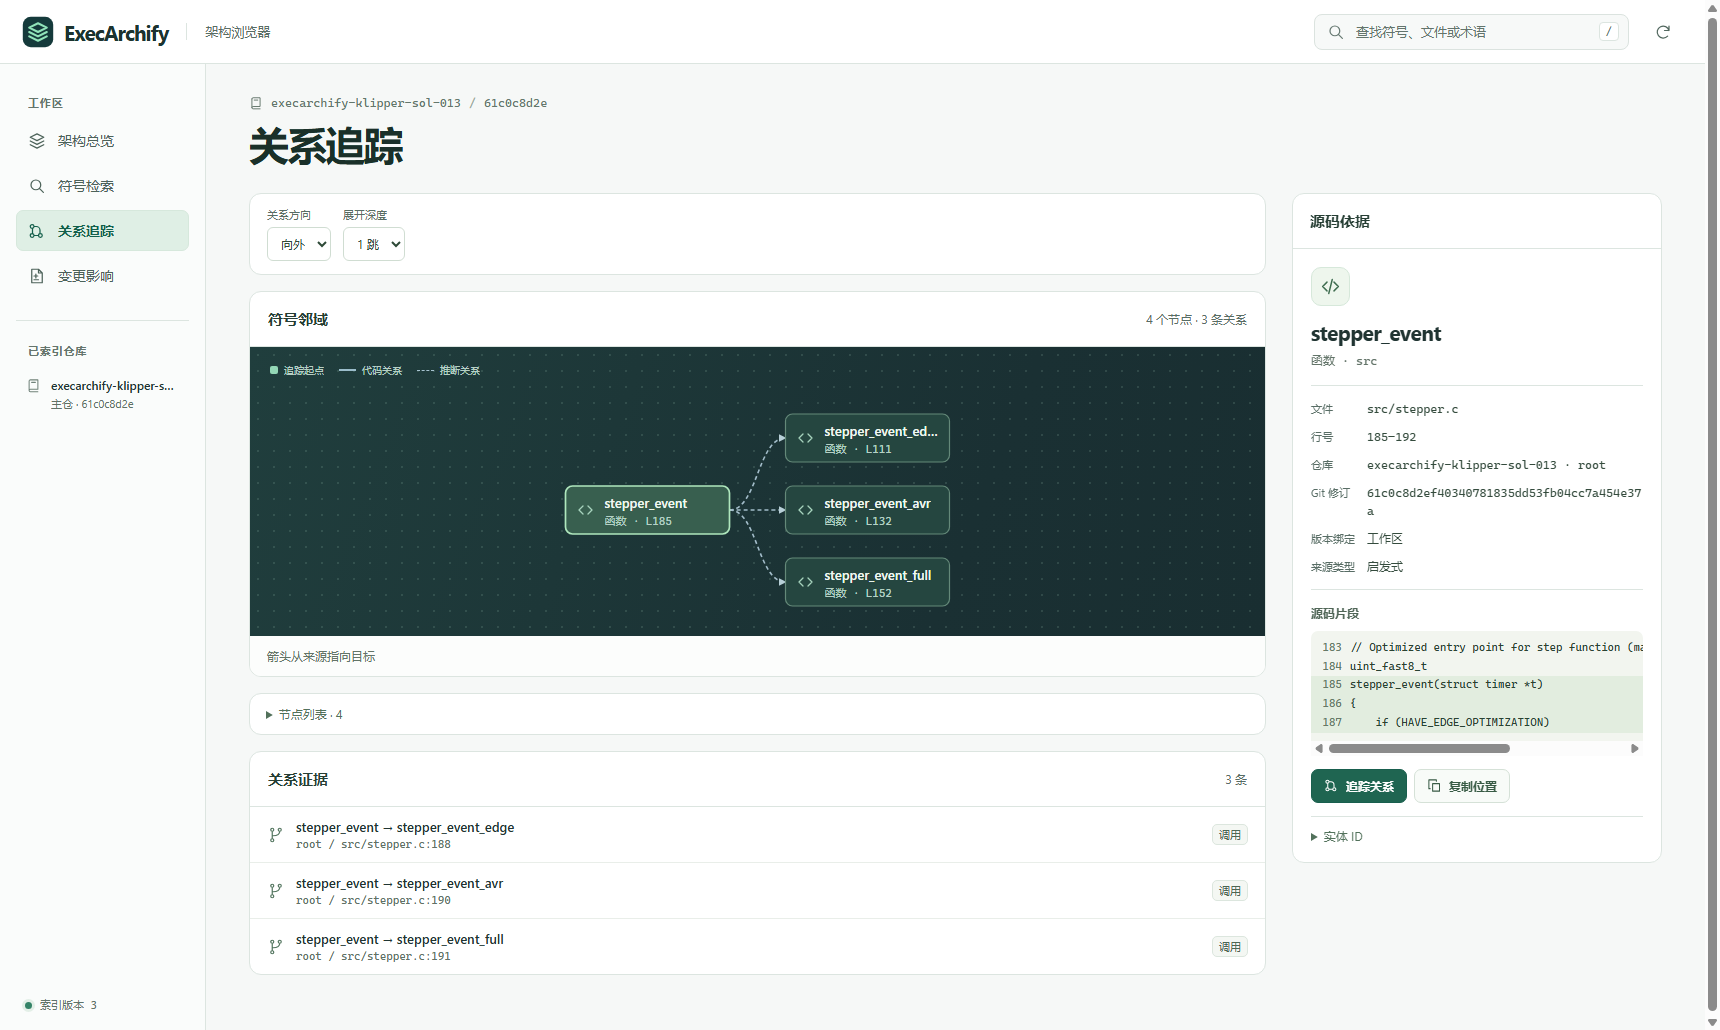 ExecArchify
架构浏览器
查找符号、文件或术语
/
工作区
架构总览
符号检索
关系追踪
变更影响
已索引仓库
execarchify-klipper-s...
主仓 · 61c0c8d2e
索引版本 3
execarchify-klipper-sol-013 / 61c0c8d2e
关系追踪
关系方向
展开深度
向外
1 跳
符号邻域
4 个节点 · 3 条关系
追踪起点
代码关系
推断关系
stepper_event
函数 · L185
stepper_event_ed...
函数 · L111
stepper_event_avr
函数 · L132
stepper_event_full
函数 · L152
箭头从来源指向目标
节点列表 · 4
关系证据
3 条
stepper_event → stepper_event_edge
root / src/stepper.c:188
调用
stepper_event → stepper_event_avr
root / src/stepper.c:190
调用
stepper_event → stepper_event_full
root / src/stepper.c:191
调用
源码依据
stepper_event
函数 · src
文件 src/stepper.c
行号 185–192
仓库 execarchify-klipper-sol-013 · root
Git 修订 61c0c8d2ef40340781835dd53fb04cc7a454e37
a
版本绑定 工作区
来源类型 启发式
源码片段
183 // Optimized entry point for step function (ma
184 uint_fast8_t
185 stepper_event(struct timer *t)
186 {
187     if (HAVE_EDGE_OPTIMIZATION)
追踪关系
复制位置
实体 ID